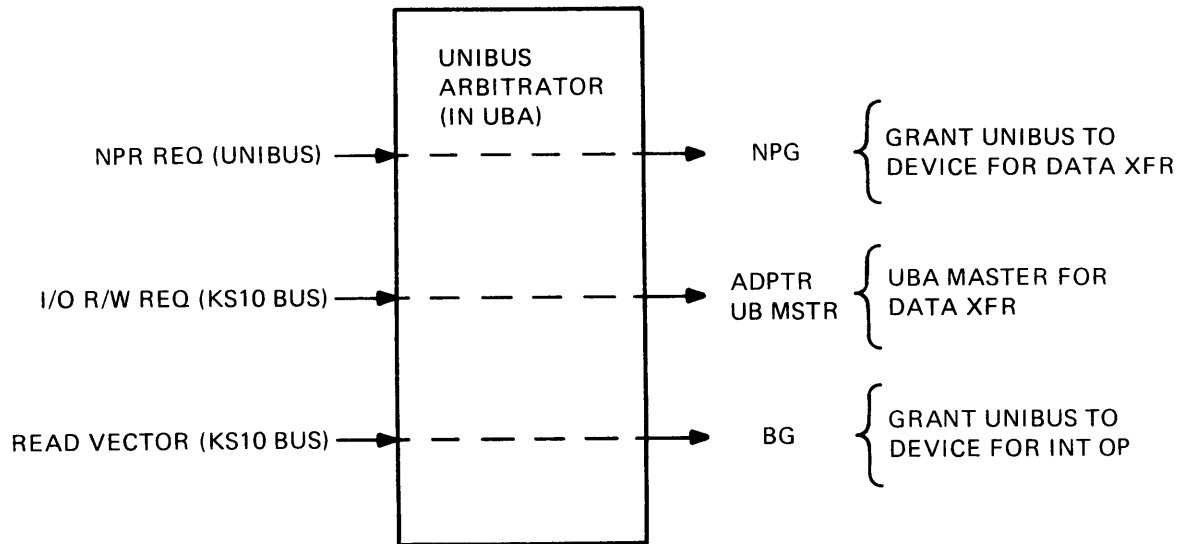 UNIBUS
ARBITRATOR
(IN UBA)
NPR REQ (UNIBUS)
NPG
GRANT UNIBUS TO
DEVICE FOR DATA XFR
I/O R/W REQ (KS10 BUS)
ADPTR
UB MSTR
UBA MASTER FOR
DATA XFR
READ VECTOR (KS10 BUS)
BG
GRANT UNIBUS TO
DEVICE FOR INT OP